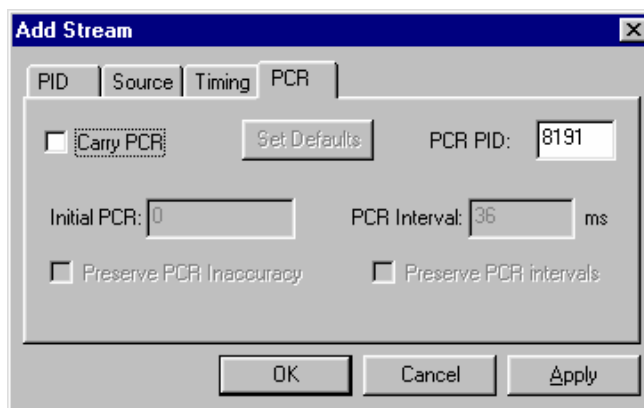 Add Stream
PID Source Timing PCR
Carry PCR Set Defaults PCR PID: 8191
Initial PCR: 0 PCR Interval: 36 ms
Preserve PCR Inaccuracy Preserve PCR intervals
OK Cancel Apply